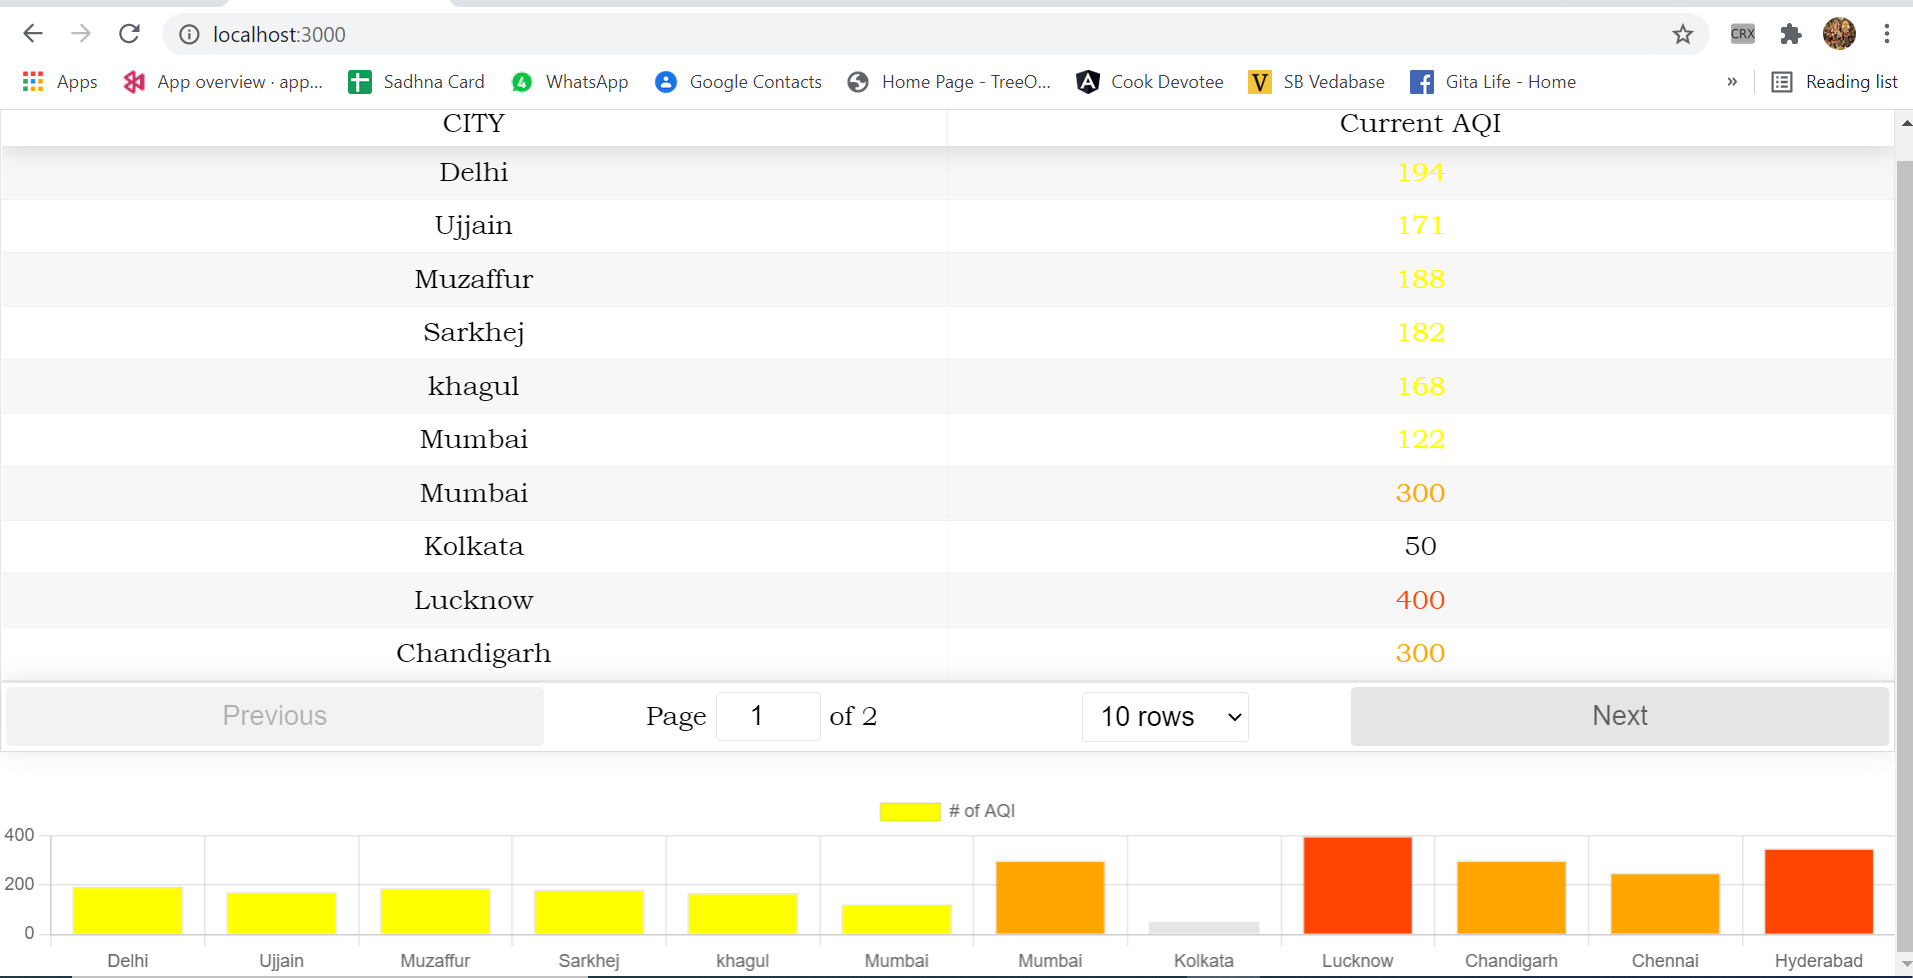 localhost:3000
CRX
Apps App overview · app... Sadhna Card 4 WhatsApp Google Contacts Home Page - TreeO... A Cook Devotee V SB Vedabase f Gita Life - Home » Reading list
CITY Current AQI
Delhi 194
Ujjain 171
Muzaffur 188
Sarkhej 182
khagul 168
Mumbai 122
Mumbai 300
Kolkata 50
Lucknow 400
Chandigarh 300
Previous Page 1 of 2 10 rows Next
# of AQI
400
200
0
Delhi Ujjain Muzaffur Sarkhej khagul Mumbai Mumbai Kolkata Lucknow Chandigarh Chennai Hyderabad